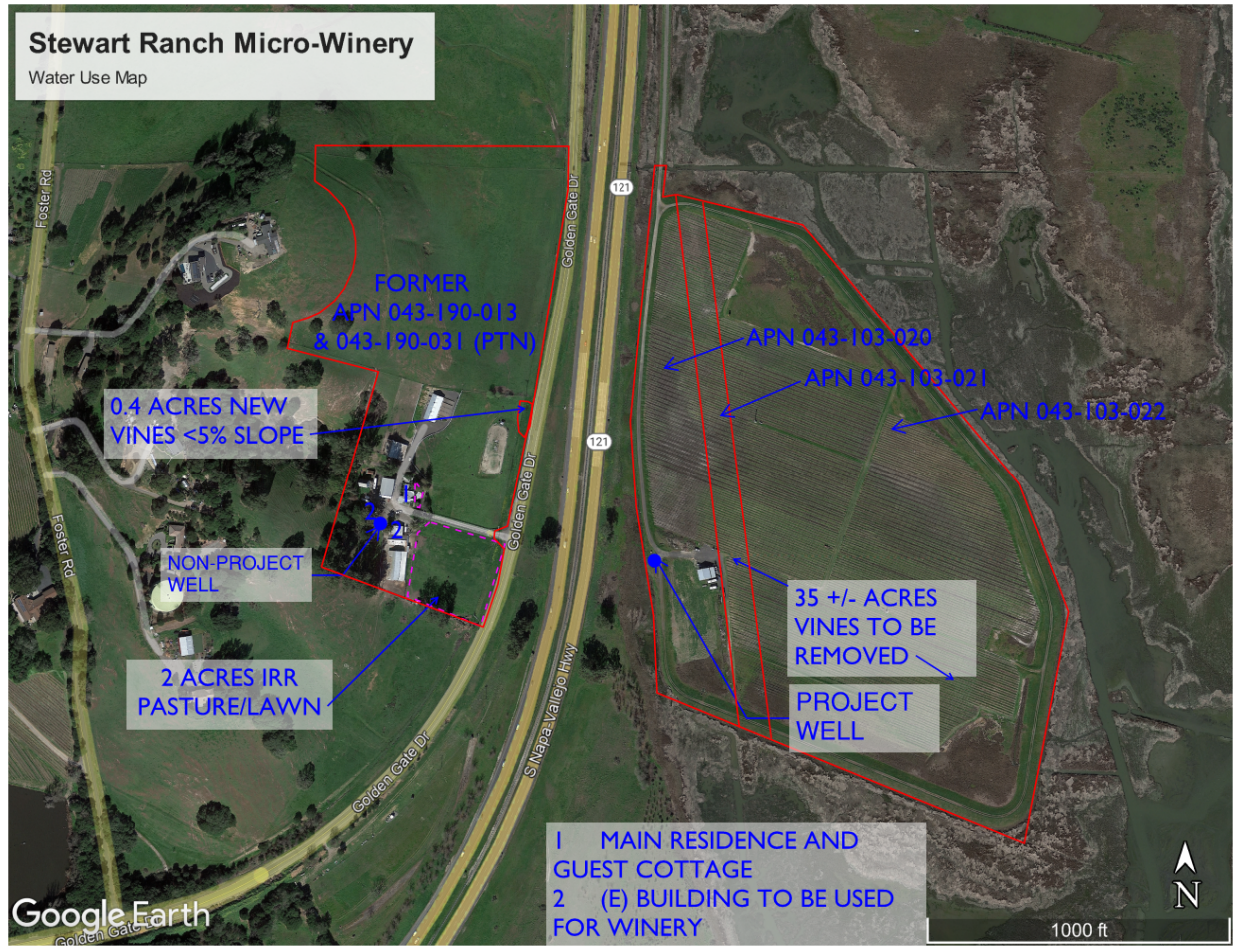 Stewart Ranch Micro-Winery
Water Use Map
Foster Rd
Golden Gate Dr
121
FORMER
APN 043-190-013
& 043-190-031 (PTN)
APN 043-103-020
APN 043-103-021
APN 043-103-022
0.4 ACRES NEW
VINES <5% SLOPE
121
Golden Gate Dr
1
2
2
Foster Rd
NON-PROJECT
WELL
35 +/- ACRES
VINES TO BE
REMOVED
2 ACRES IRR
PASTURE/LAWN
PROJECT
WELL
S Napa-Vallejo Hwy
Golden Gate Dr
1 MAIN RESIDENCE AND
GUEST COTTAGE
2 (E) BUILDING TO BE USED
FOR WINERY
N
Google Earth
Golden Gate Dr
1000 ft